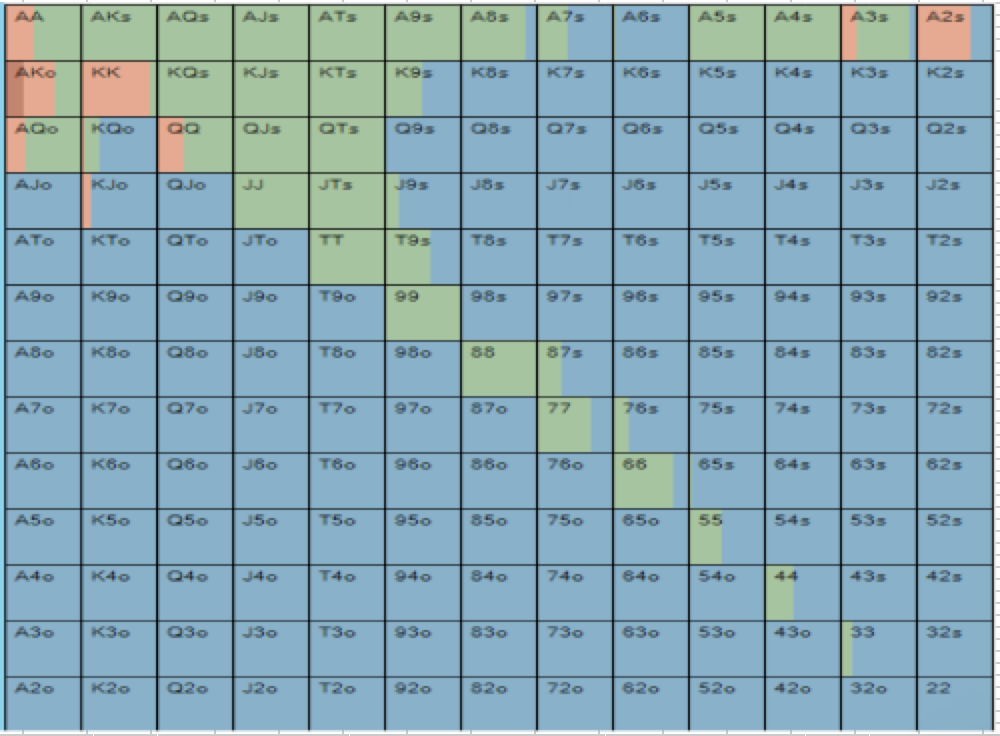 AA AKs AQs AJs ATs A9s A8s A7s A6s A5s A4s A3s A2s
AKo KK KQs KJs KTs K9s K8s K7s K6s K5s K4s K3s K2s
AQo KQo QQ QJs QTs Q9s Q8s Q7s Q6s Q5s Q4s Q3s Q2s
AJo KJo QJo JJ JTs J9s J8s J7s J6s J5s J4s J3s J2s
ATo KTo QTo JTo TT T9s T8s T7s T6s T5s T4s T3s T2s
A9o K9o Q9o J9o T9o 99 98s 97s 96s 95s 94s 93s 92s
A8o K8o Q8o J8o T8o 98o 88 87s 86s 85s 84s 83s 82s
A7o K7o Q7o J7o T7o 97o 87o 77 76s 75s 74s 73s 72s
A6o K6o Q6o J6o T6o 96o 86o 76o 66 65s 64s 63s 62s
A5o K5o Q5o J5o T5o 95o 85o 75o 65o 55 54s 53s 52s
A4o K4o Q4o J4o T4o 94o 84o 74o 64o 54o 44 43s 42s
A3o K3o Q3o J3o T3o 93o 83o 73o 63o 53o 43o 33 32s
A2o K2o Q2o J2o T2o 92o 82o 72o 62o 52o 42o 32o 22